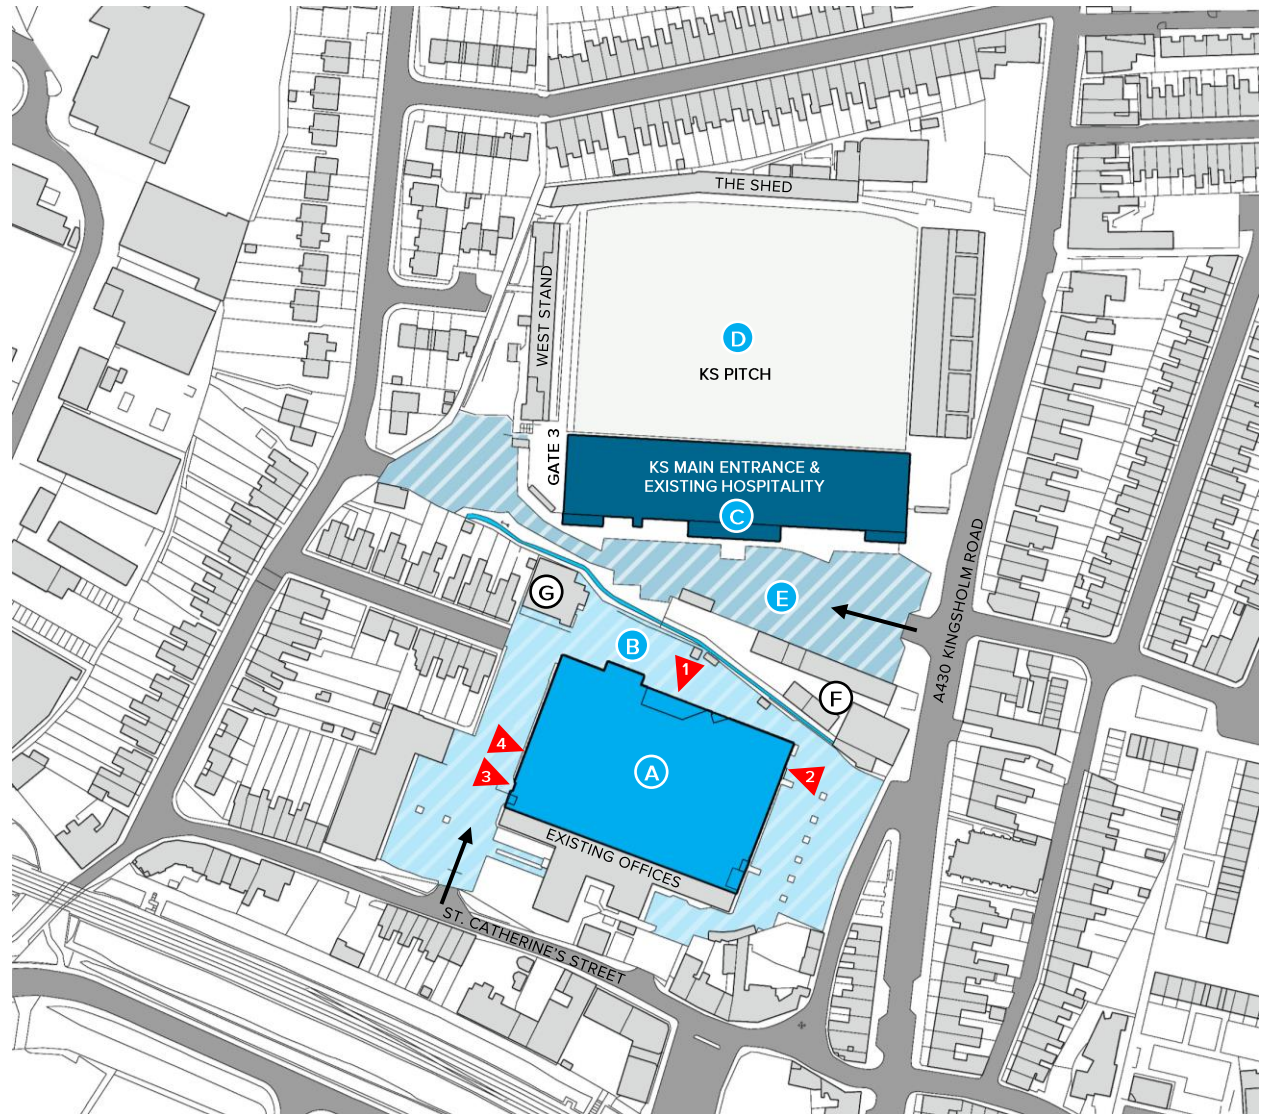 THE SHED
WEST STAND
D
KS PITCH
GATE 3
KS MAIN ENTRANCE &
EXISTING HOSPITALITY
C
A430 KINGSHOLM ROAD
G
E
B
1
F
4
3
A
2
EXISTING OFFICES
ST. CATHERINE'S STREET